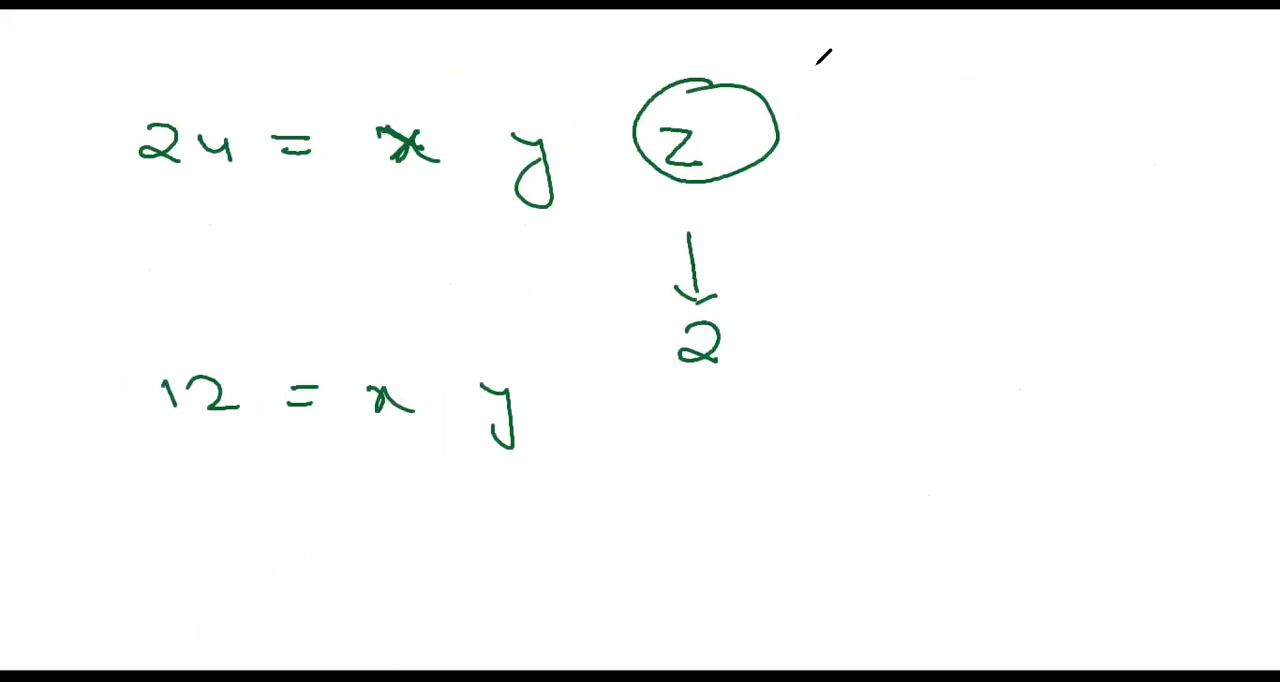 24 = x y z
↓
2
12 = x y